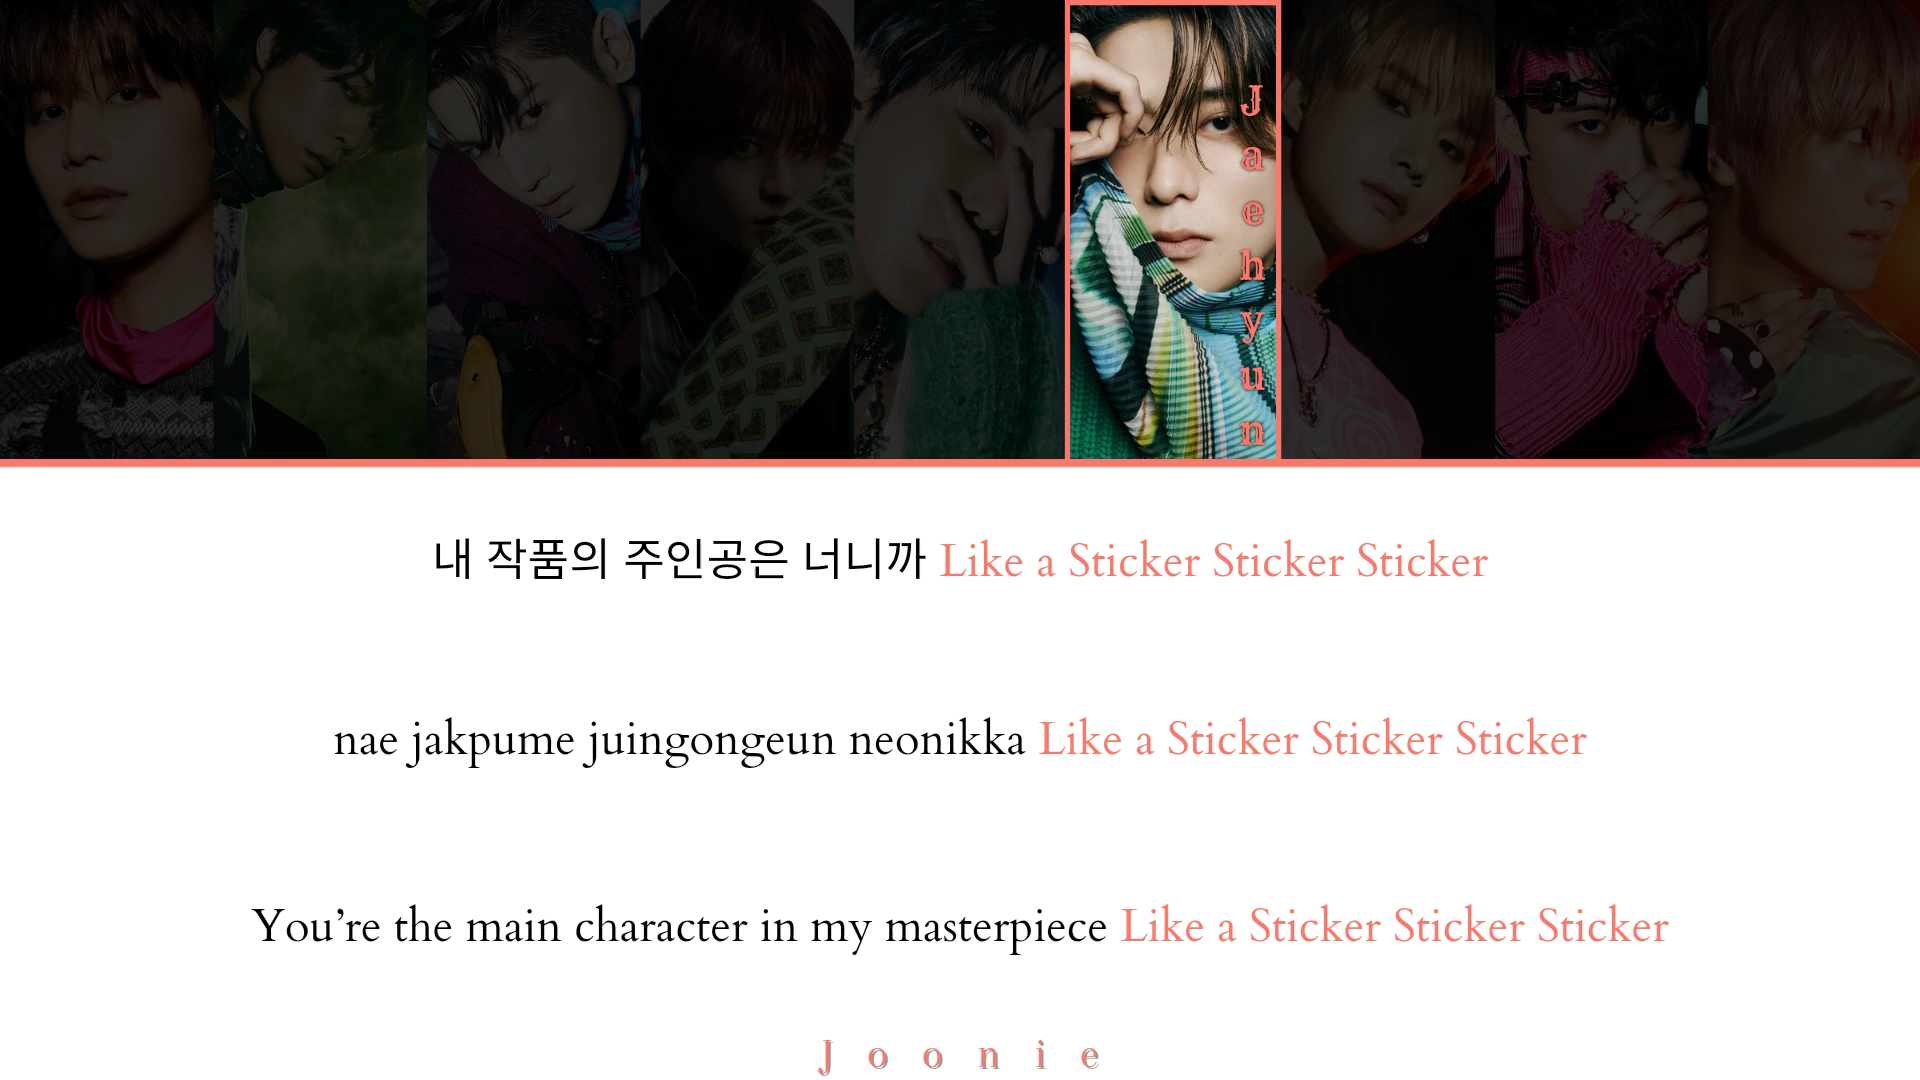 Jaehyun
내 작품의 주인공은 너니까 Like a Sticker Sticker Sticker
nae jakpume juingongeun neonikka Like a Sticker Sticker Sticker
You’re the main character in my masterpiece Like a Sticker Sticker Sticker
Joonie